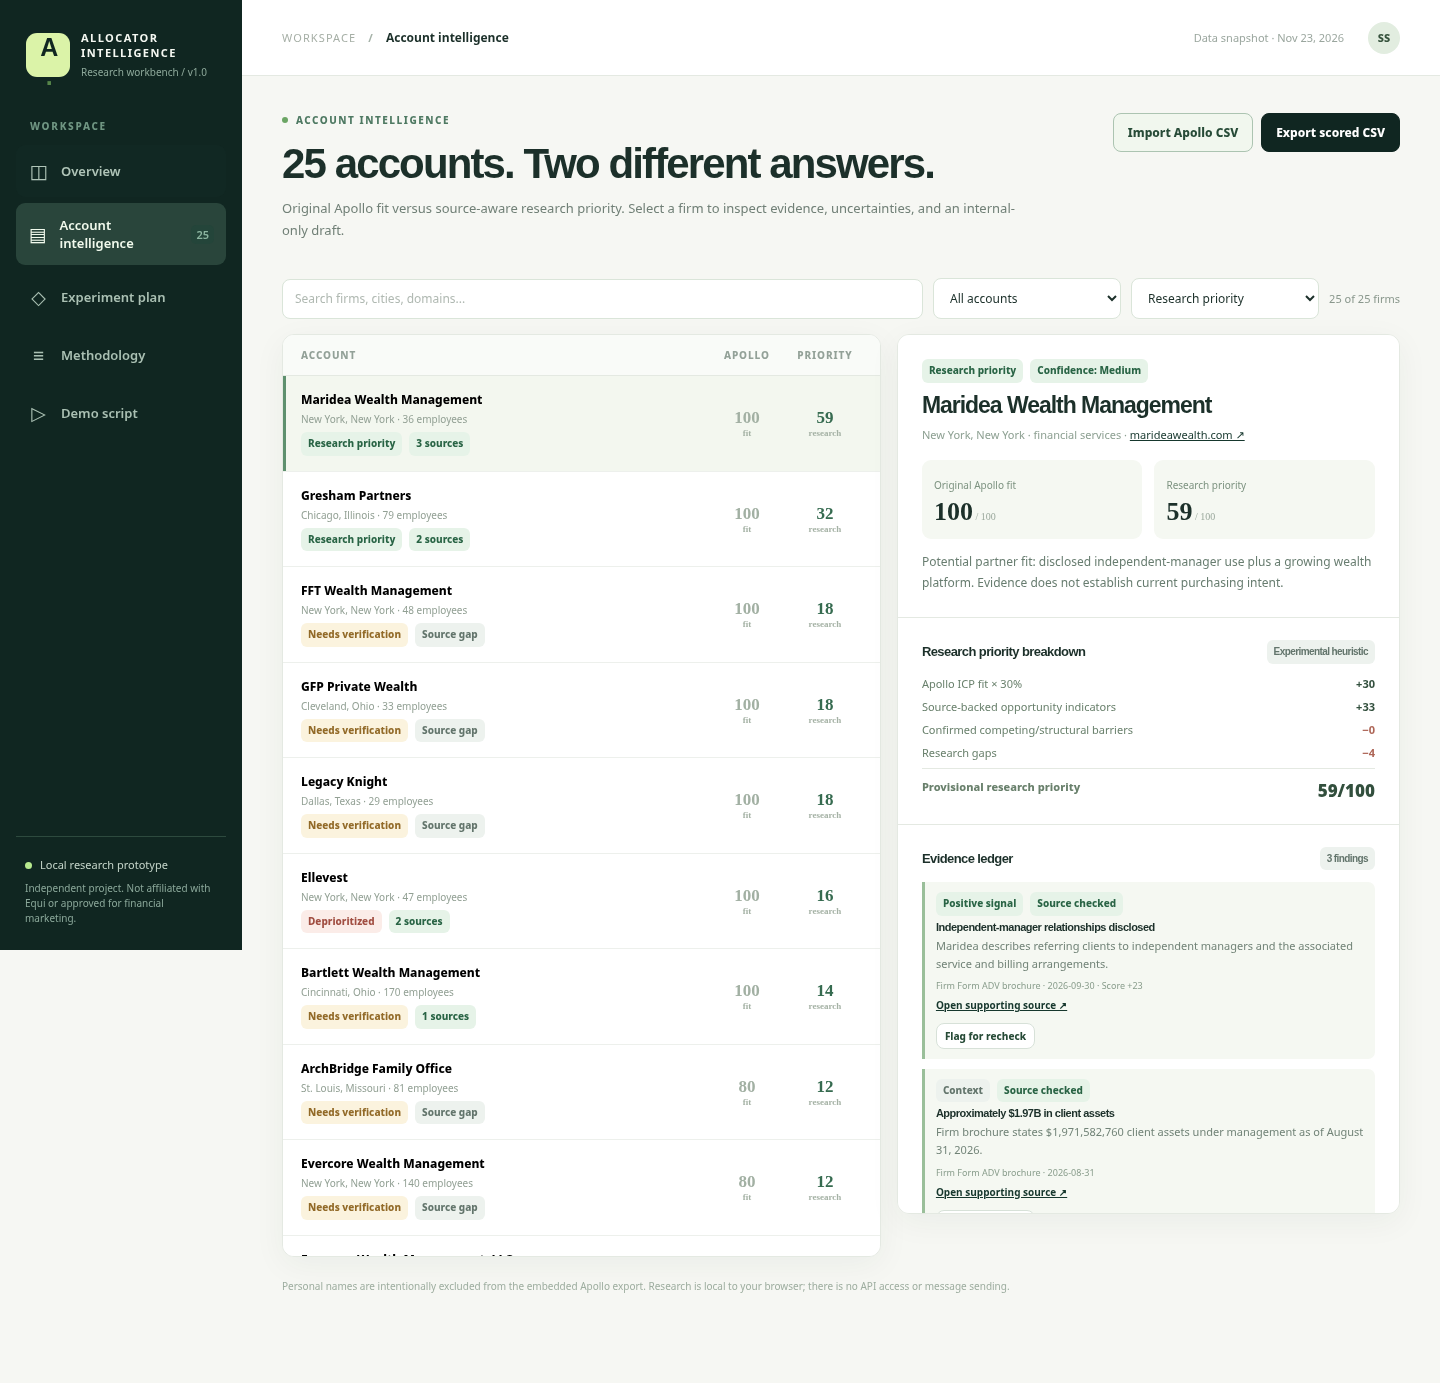 A
ALLOCATOR
INTELLIGENCE
Research workbench / v1.0
WORKSPACE
Overview
Account
intelligence
25
Experiment plan
Methodology
Demo script
Local research prototype
Independent project. Not affiliated with
Equi or approved for financial
marketing.
WORKSPACE / Account intelligence
Data snapshot · Nov 23, 2026
SS
ACCOUNT INTELLIGENCE
25 accounts. Two different answers.
Original Apollo fit versus source-aware research priority. Select a firm to inspect evidence, uncertainties, and an internal-
only draft.
Import Apollo CSV
Export scored CSV
Search firms, cities, domains...
All accounts
Research priority
25 of 25 firms
ACCOUNT APOLLO PRIORITY
Maridea Wealth Management
New York, New York · 36 employees
Research priority 3 sources
100 fit
59 research
Gresham Partners
Chicago, Illinois · 79 employees
Research priority 2 sources
100 fit
32 research
FFT Wealth Management
New York, New York · 48 employees
Needs verification Source gap
100 fit
18 research
GFP Private Wealth
Cleveland, Ohio · 33 employees
Needs verification Source gap
100 fit
18 research
Legacy Knight
Dallas, Texas · 29 employees
Needs verification Source gap
100 fit
18 research
Ellevest
New York, New York · 47 employees
Deprioritized 2 sources
100 fit
16 research
Bartlett Wealth Management
Cincinnati, Ohio · 170 employees
Needs verification 1 sources
100 fit
14 research
ArchBridge Family Office
St. Louis, Missouri · 81 employees
Needs verification Source gap
80 fit
12 research
Evercore Wealth Management
New York, New York · 140 employees
Needs verification Source gap
80 fit
12 research
Research priority Confidence: Medium
Maridea Wealth Management
New York, New York · financial services · marideawealth.com ↗
Original Apollo fit
100 / 100
Research priority
59 / 100
Potential partner fit: disclosed independent-manager use plus a growing wealth
platform. Evidence does not establish current purchasing intent.
Research priority breakdown
Experimental heuristic
Apollo ICP fit × 30% +30
Source-backed opportunity indicators +33
Confirmed competing/structural barriers −0
Research gaps −4
Provisional research priority 59/100
Evidence ledger
3 findings
Positive signal Source checked
Independent-manager relationships disclosed
Maridea describes referring clients to independent managers and the associated
service and billing arrangements.
Firm Form ADV brochure · 2026-09-30 · Score +23
Open supporting source ↗
Flag for recheck
Context Source checked
Approximately $1.97B in client assets
Firm brochure states $1,971,582,760 client assets under management as of August
31, 2026.
Firm Form ADV brochure · 2026-08-31
Open supporting source ↗
Personal names are intentionally excluded from the embedded Apollo export. Research is local to your browser; there is no API access or message sending.